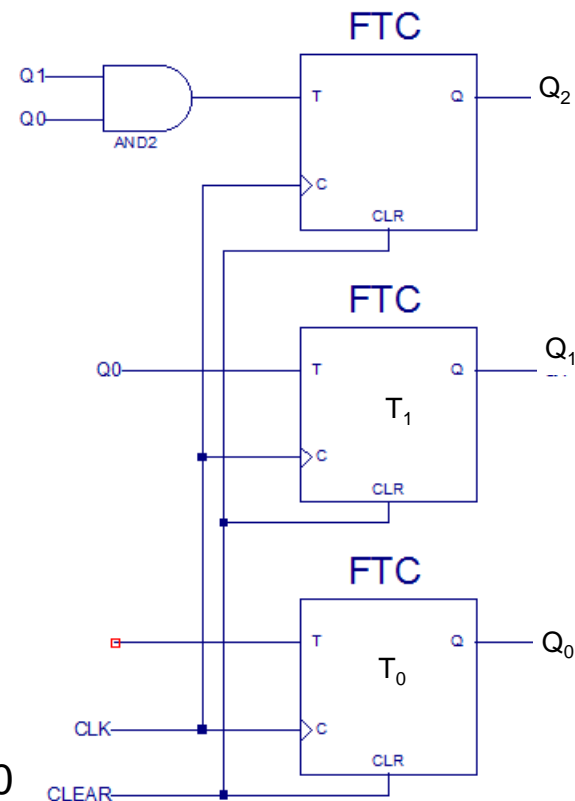 FTC
Q1
T
Q
Q₂
Q0
AND2
C
CLR
FTC
Q0
T
Q
Q₁
T₁
C
CLR
FTC
T
Q
Q₀
T₀
CLK
C
CLR
0
CLEAR